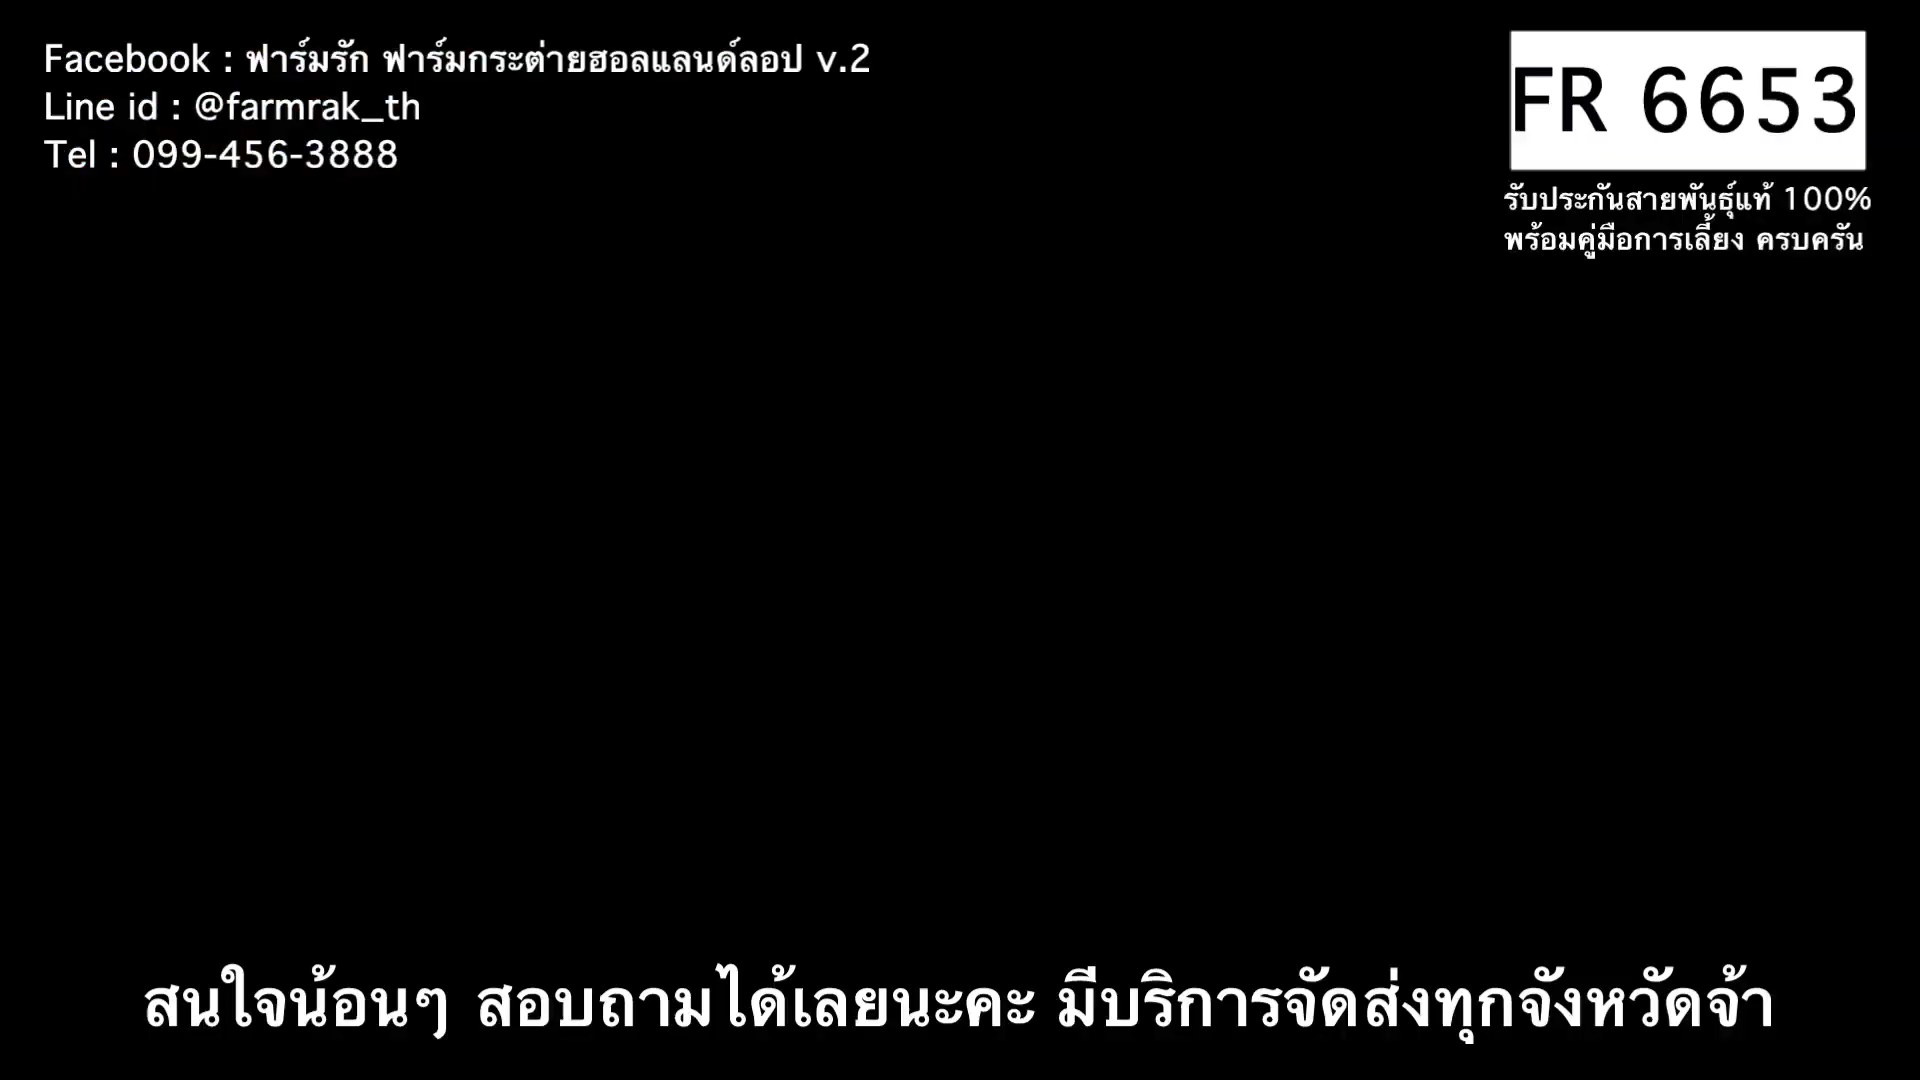 Facebook : ฟาร์มรัก ฟาร์มกระต่ายฮอลแลนด์ลอป v.2
Line id : @farmrak_th
Tel : 099-456-3888
FR 6653
รับประกันสายพันธุ์แท้ 100%
พร้อมคู่มือการเลี้ยง ครบครัน
สนใจน้อนๆ สอบถามได้เลยนะคะ มีบริการจัดส่งทุกจังหวัดจ้า